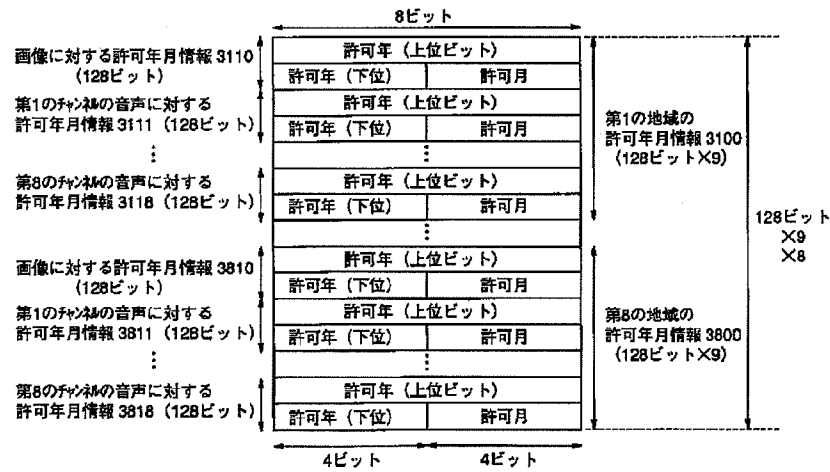 8ビット
画像に対する許可年月情報 3110
(128ビット)
許可年 (上位ビット)
許可年 (下位) 許可月
第1のチャンネルの音声に対する
許可年月情報 3111 (128ビット)
許可年 (上位ビット)
許可年 (下位) 許可月
⋮ ⋮
第8のチャンネルの音声に対する
許可年月情報 3118 (128ビット)
許可年 (上位ビット)
許可年 (下位) 許可月
⋮
第1の地域の
許可年月情報 3100
(128ビット×9)
画像に対する許可年月情報 3810
(128ビット)
許可年 (上位ビット)
許可年 (下位) 許可月
第1のチャンネルの音声に対する
許可年月情報 3811 (128ビット)
許可年 (上位ビット)
許可年 (下位) 許可月
⋮ ⋮
第8のチャンネルの音声に対する
許可年月情報 3818 (128ビット)
許可年 (上位ビット)
許可年 (下位) 許可月
第8の地域の
許可年月情報 3800
(128ビット×9)
128ビット
×9
×8
4ビット 4ビット